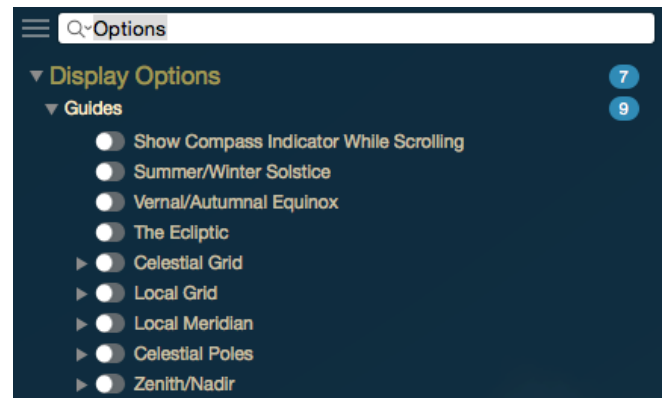 Options
Display Options 7
Guides 9
Show Compass Indicator While Scrolling
Summer/Winter Solstice
Vernal/Autumnal Equinox
The Ecliptic
Celestial Grid
Local Grid
Local Meridian
Celestial Poles
Zenith/Nadir